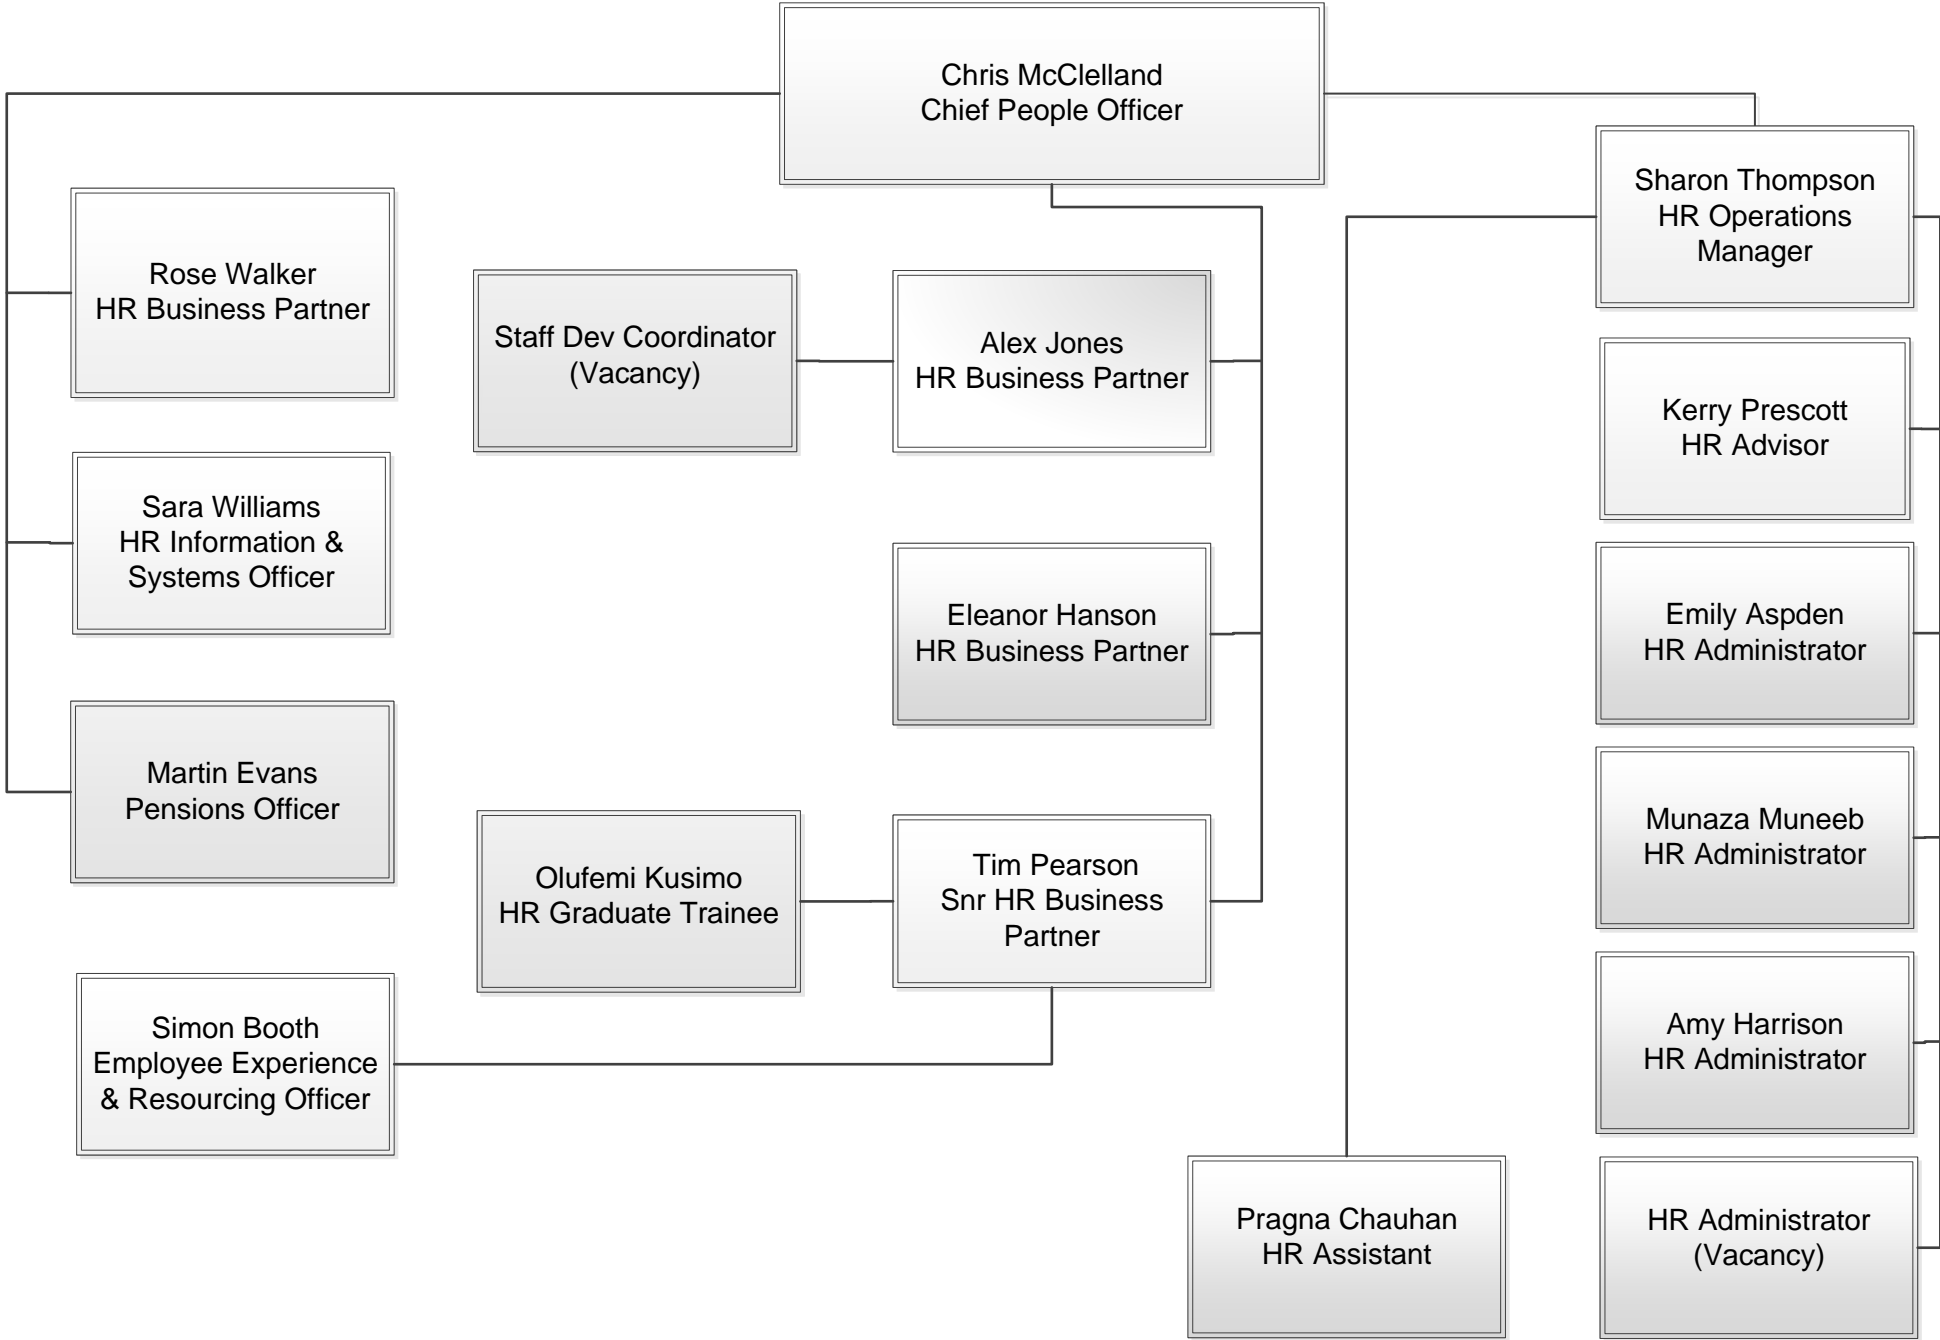 Chris McClelland
Chief People Officer
Sharon Thompson
HR Operations
Manager
Rose Walker
HR Business Partner
Staff Dev Coordinator
(Vacancy)
Alex Jones
HR Business Partner
Kerry Prescott
HR Advisor
Sara Williams
HR Information &
Systems Officer
Eleanor Hanson
HR Business Partner
Emily Aspden
HR Administrator
Martin Evans
Pensions Officer
Munaza Muneeb
HR Administrator
Olufemi Kusimo
HR Graduate Trainee
Tim Pearson
Snr HR Business
Partner
Simon Booth
Employee Experience
& Resourcing Officer
Amy Harrison
HR Administrator
Pragna Chauhan
HR Assistant
HR Administrator
(Vacancy)